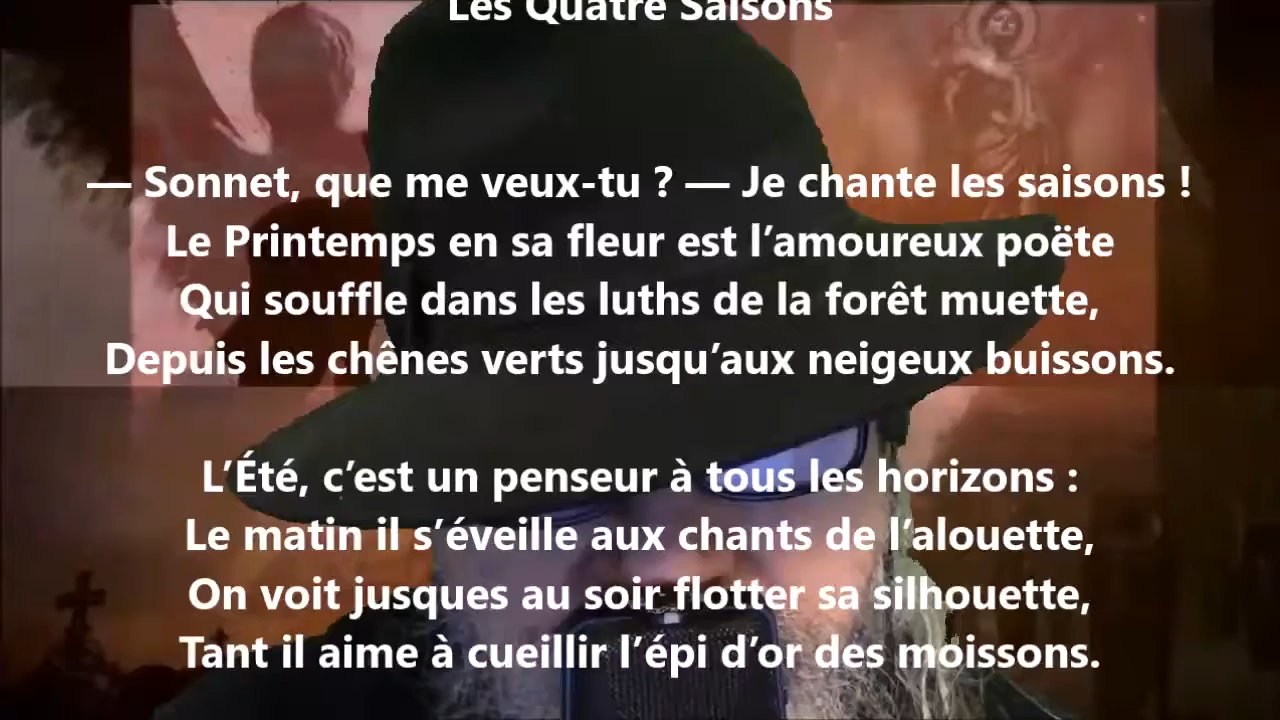 Les Quatre Saisons
— Sonnet, que me veux-tu ? — Je chante les saisons !
Le Printemps en sa fleur est l’amoureux poëte
Qui souffle dans les luths de la forêt muette,
Depuis les chênes verts jusqu’aux neigeux buissons.
L’Été, c’est un penseur à tous les horizons :
Le matin il s’éveille aux chants de l’alouette,
On voit jusques au soir flotter sa silhouette,
Tant il aime à cueillir l’épi d’or des moissons.